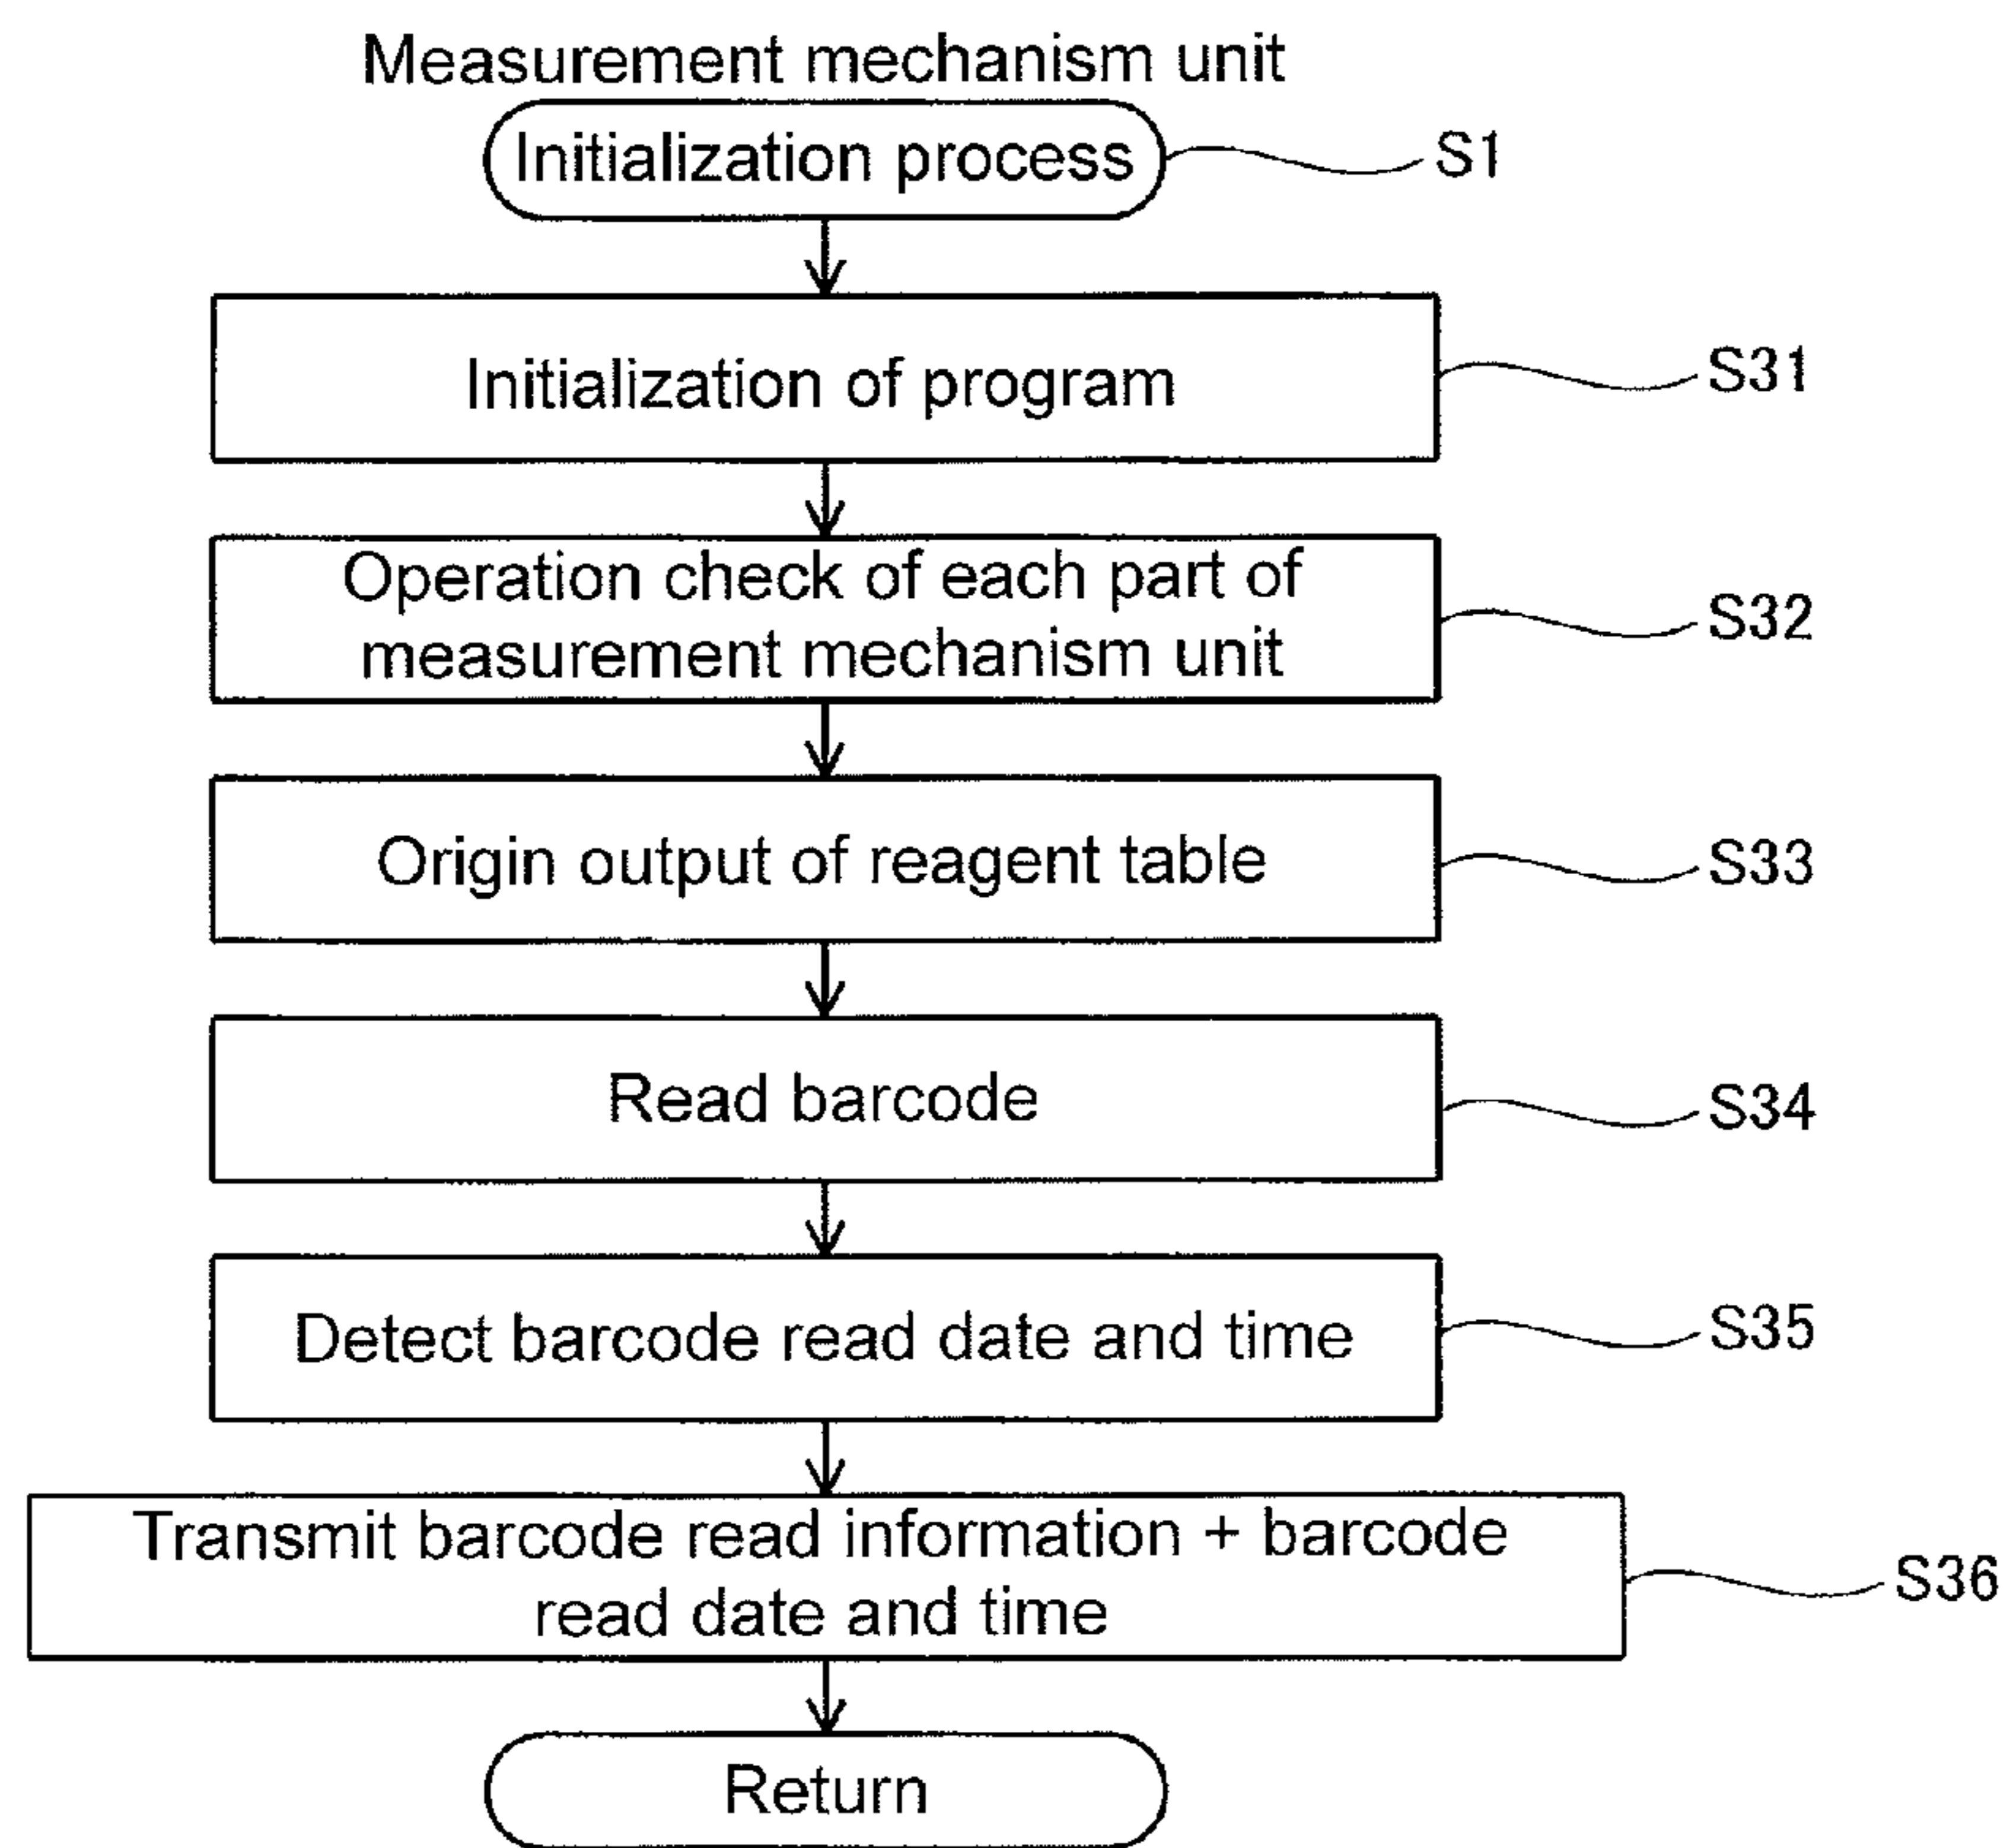 Measurement mechanism unit
Initialization process
S1
Initialization of program
S31
Operation check of each part of
measurement mechanism unit
S32
Origin output of reagent table
S33
Read barcode
S34
Detect barcode read date and time
S35
Transmit barcode read information + barcode
read date and time
S36
Return